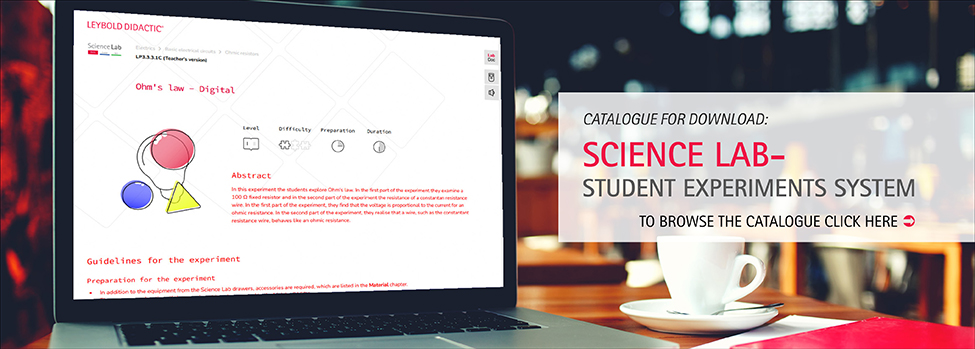 LEYBOLD DIDACTIC
ScienceLab
Electrics > Basic electrical circuits > Ohmic resistors
LP3.3.3.1C (Teacher's version)
Lab
Doc
Ohm's law – Digital
Level
Difficulty
Preparation
Duration
Abstract
In this experiment the students explore Ohm's law. In the first part of the experiment they examine a
100 Ω fixed resistor and in the second part of the experiment the resistance of a constantan resistance
wire. In the first part of the experiment, they find that the voltage is proportional to the current for an
ohmic resistance. In the second part of the experiment, they realise that a wire, such as the constantan
resistance wire, behaves like an ohmic resistance.
Guidelines for the experiment
Preparation for the experiment
• In addition to the equipment from the Science Lab drawers, accessories are required, which are listed in the Material chapter.
CATALOGUE FOR DOWNLOAD:
SCIENCE LAB–
STUDENT EXPERIMENTS SYSTEM
TO BROWSE THE CATALOGUE CLICK HERE